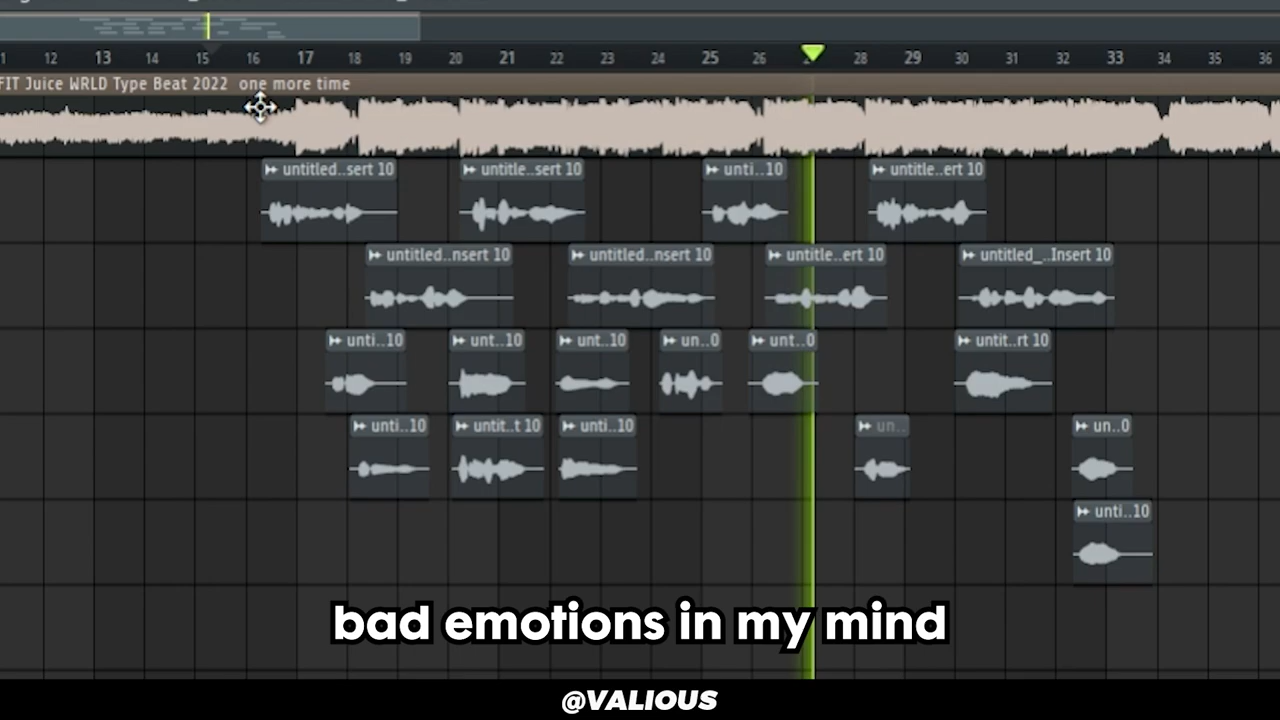 12 13 14 15 16 17 18 19 20 21 22 23 24 25 26 28 29 30 31 32 33 34 35 36
FIT Juice WRLD Type Beat 2022 one more time
untitled..sert 10 untitle..sert 10 unti..10 untitle..ert 10
untitled..nsert 10 untitled..nsert 10 untitle..ert 10 untitled_..Insert 10
unti..10 unt..10 unt..10 un..0 unt..0 untit..rt 10
unti..10 untit..t 10 unti..10 un.. un..0
unti..10
bad emotions in my mind
@VALIOUS